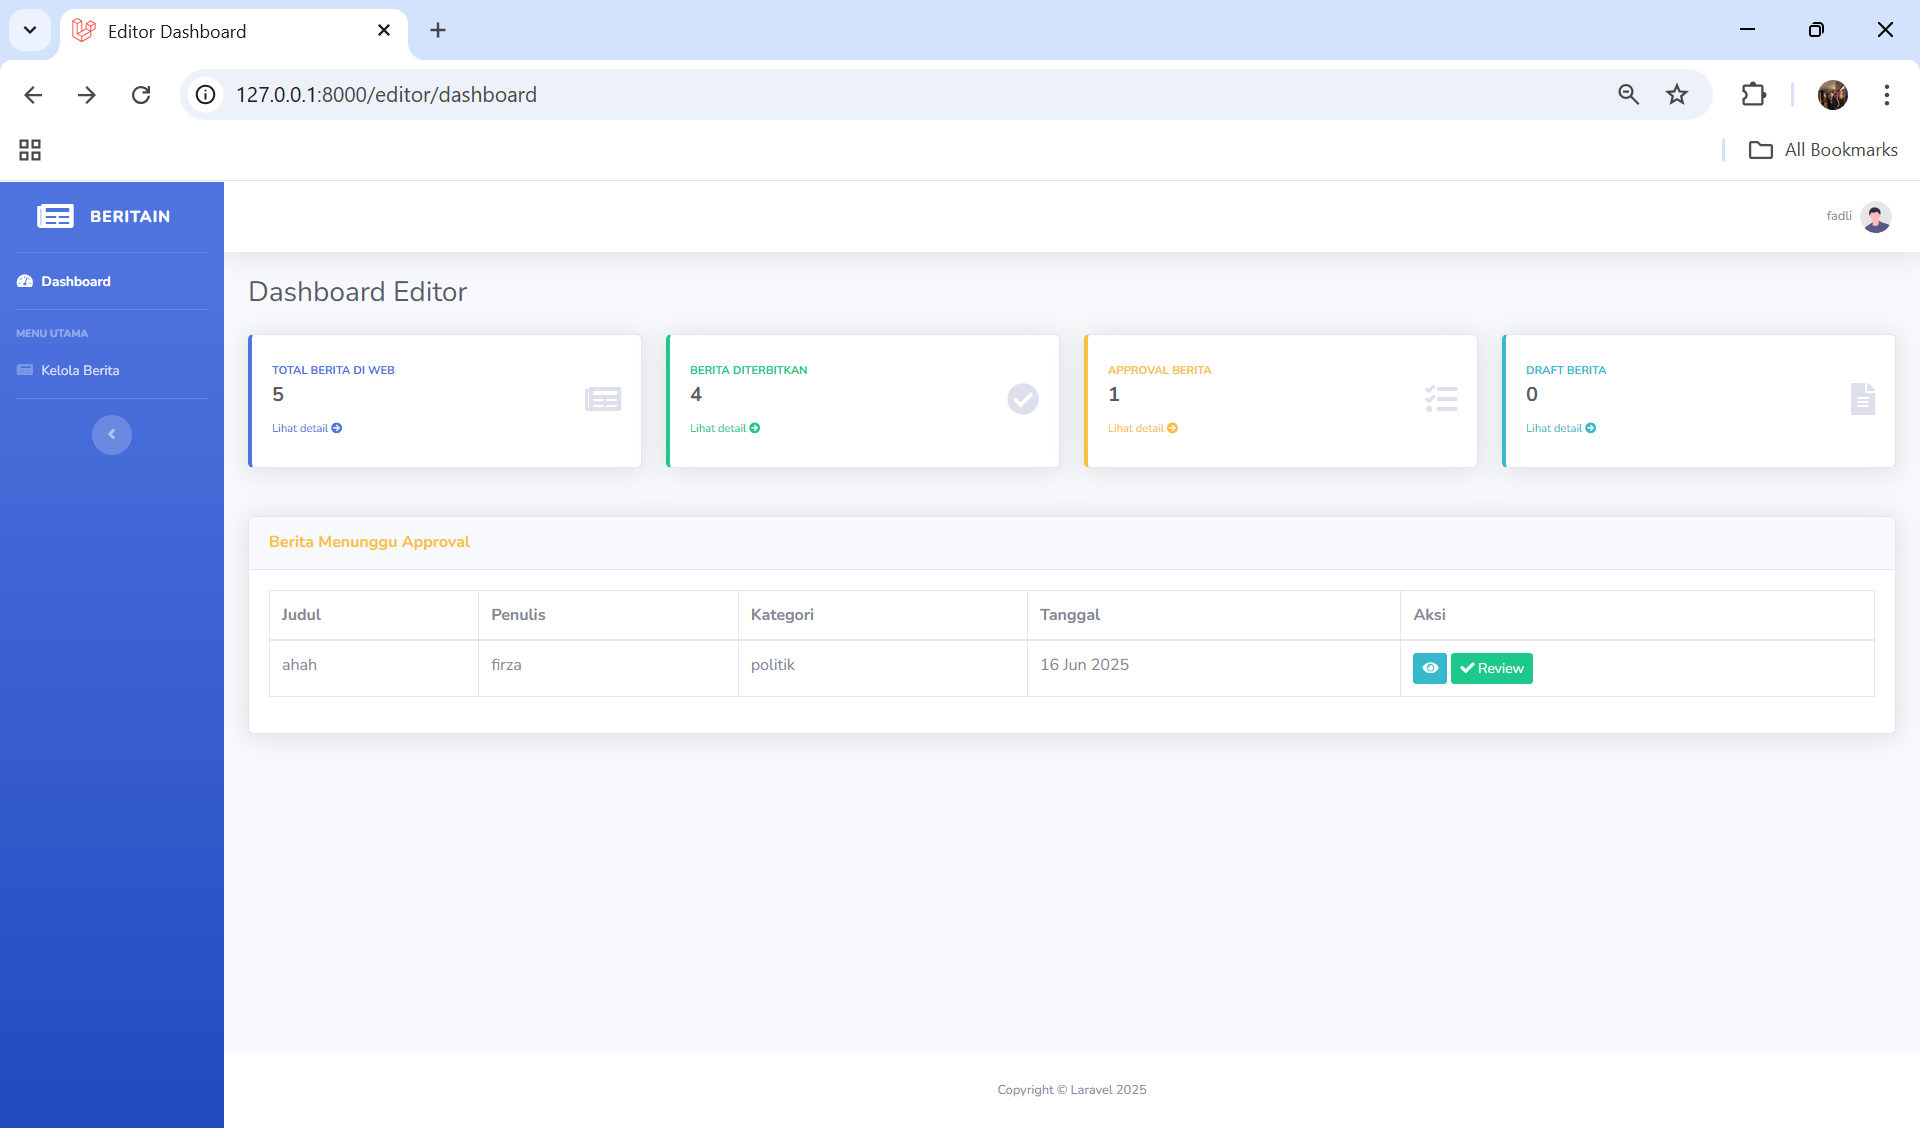 Editor Dashboard
127.0.0.1:8000/editor/dashboard
All Bookmarks
BERITAIN
fadli
Dashboard
MENU UTAMA
Kelola Berita
Dashboard Editor
TOTAL BERITA DI WEB
5
Lihat detail
BERITA DITERBITKAN
4
Lihat detail
APPROVAL BERITA
1
Lihat detail
DRAFT BERITA
0
Lihat detail
Berita Menunggu Approval
Judul Penulis Kategori Tanggal Aksi
ahah firza politik 16 Jun 2025 Review
Copyright © Laravel 2025